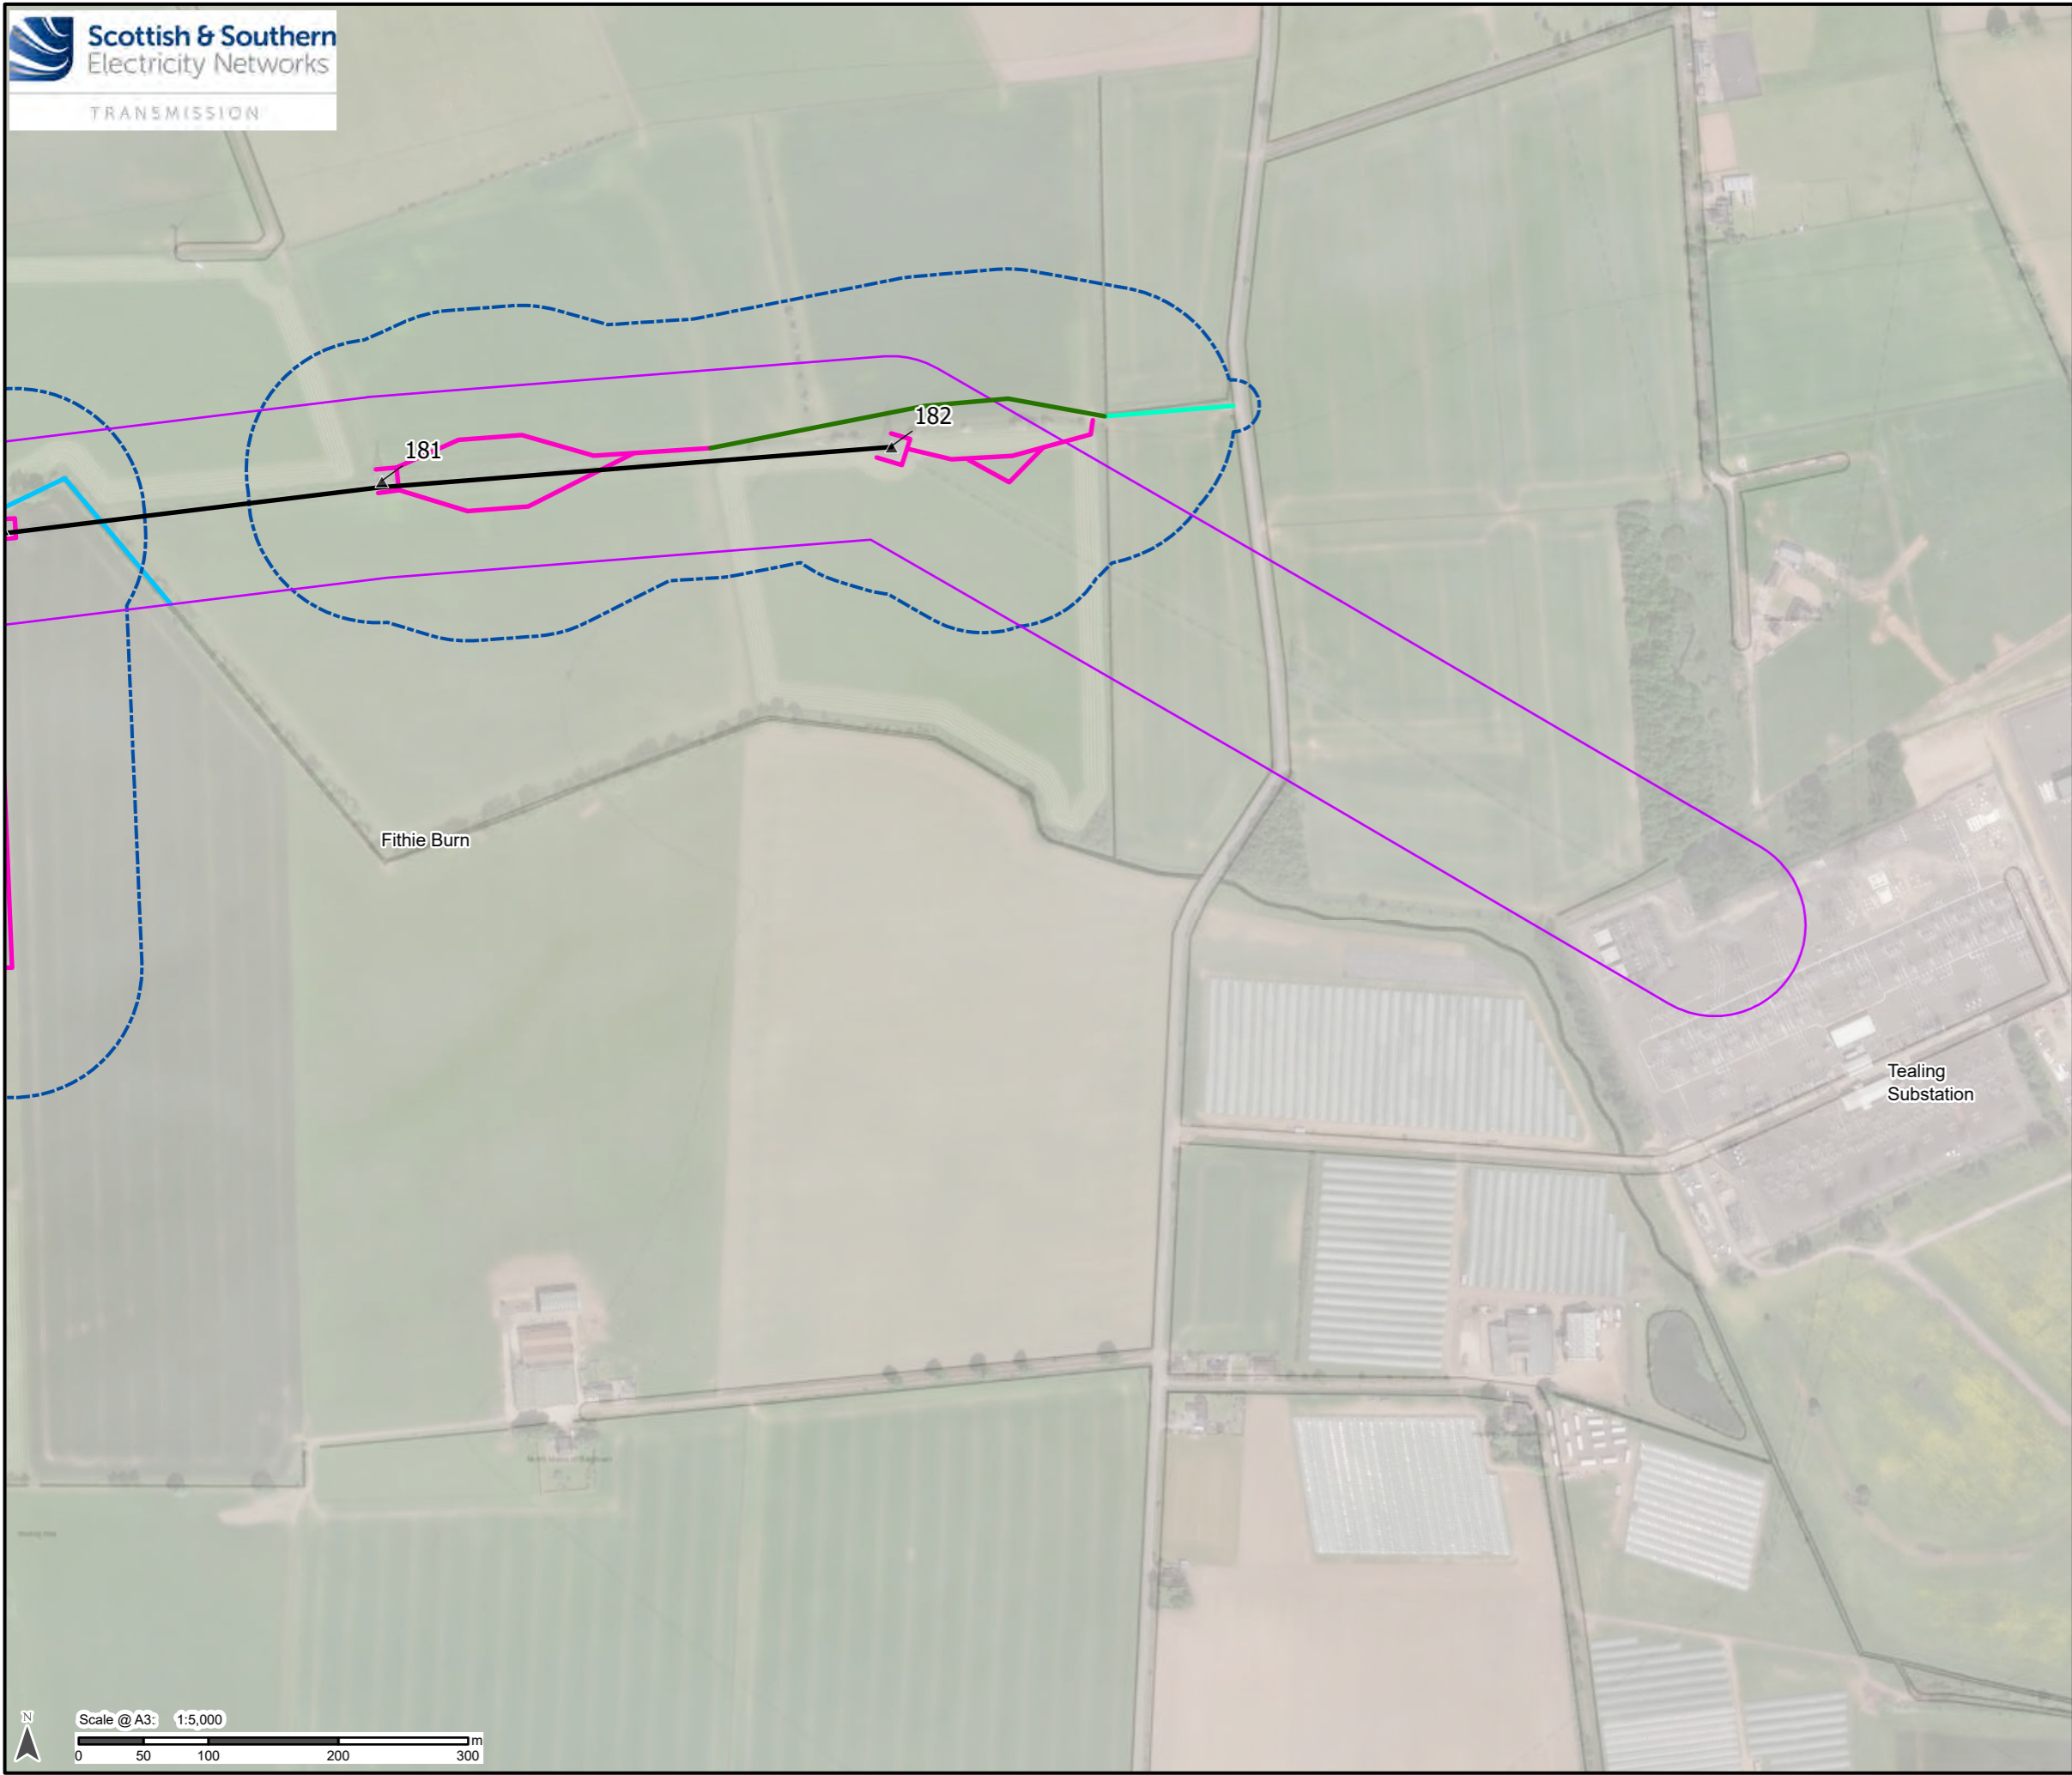 Scottish & Southern
Electricity Networks
TRANSMISSION
182
181
Fithie Burn
Tealing
Substation
N
Scale @ A3: 1:5,000
m
0 50 100 200 300